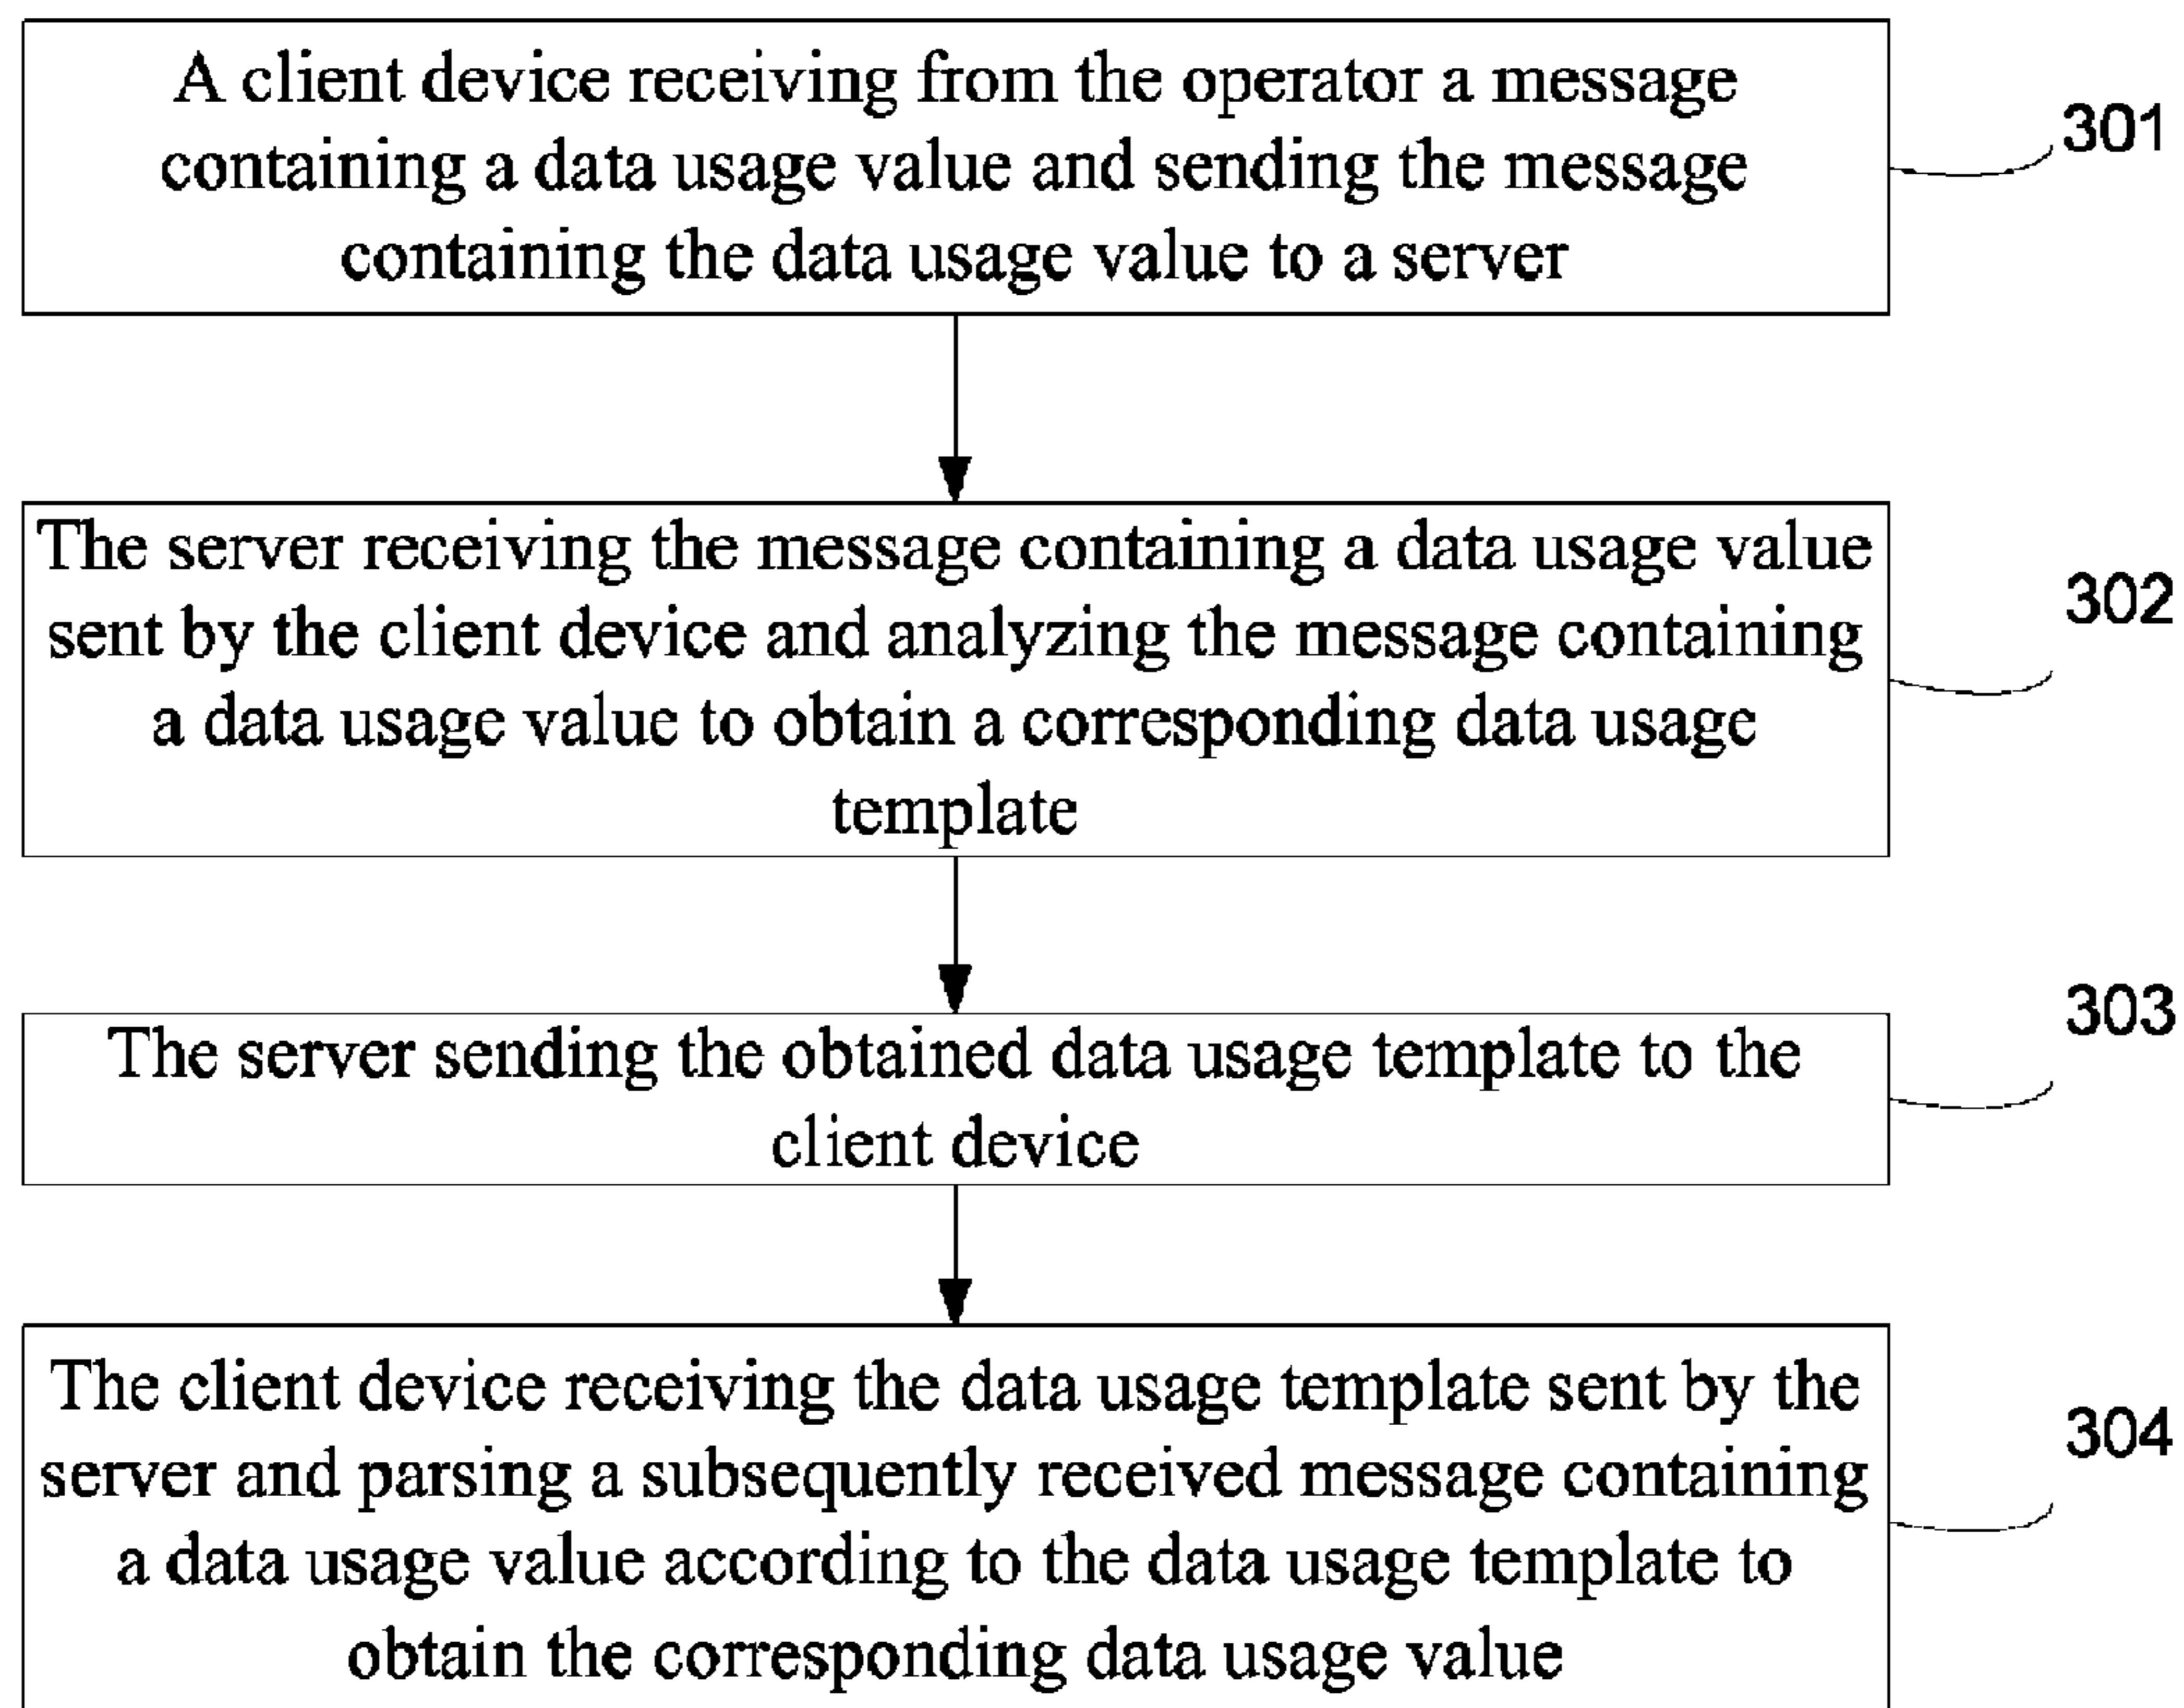 A client device receiving from the operator a message
containing a data usage value and sending the message
containing the data usage value to a server
301
The server receiving the message containing a data usage value
sent by the client device and analyzing the message containing
a data usage value to obtain a corresponding data usage
template
302
The server sending the obtained data usage template to the
client device
303
The client device receiving the data usage template sent by the
server and parsing a subsequently received message containing
a data usage value according to the data usage template to
obtain the corresponding data usage value
304